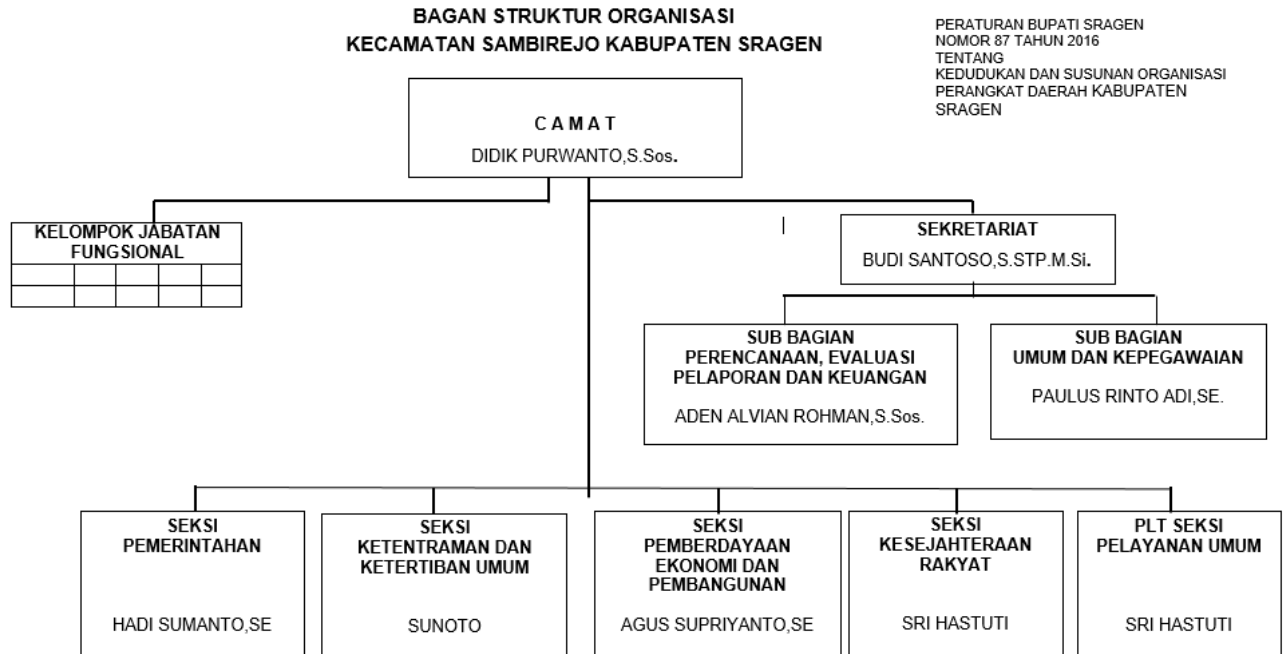 BAGAN STRUKTUR ORGANISASI
KECAMATAN SAMBIREJO KABUPATEN SRAGEN
PERATURAN BUPATI SRAGEN
NOMOR 87 TAHUN 2016
TENTANG
KEDUDUKAN DAN SUSUNAN ORGANISASI
PERANGKAT DAERAH KABUPATEN
SRAGEN
C A M A T
DIDIK PURWANTO,S.Sos.
KELOMPOK JABATAN
FUNGSIONAL
SEKRETARIAT
BUDI SANTOSO,S.STP.M.Si.
SUB BAGIAN
PERENCANAAN, EVALUASI
PELAPORAN DAN KEUANGAN
ADEN ALVIAN ROHMAN,S.Sos.
SUB BAGIAN
UMUM DAN KEPEGAWAIAN
PAULUS RINTO ADI,SE.
SEKSI
PEMERINTAHAN
HADI SUMANTO,SE
SEKSI
KETENTRAMAN DAN
KETERTIBAN UMUM
SUNOTO
SEKSI
PEMBERDAYAAN
EKONOMI DAN
PEMBANGUNAN
AGUS SUPRIYANTO,SE
SEKSI
KESEJAHTERAAN
RAKYAT
SRI HASTUTI
PLT SEKSI
PELAYANAN UMUM
SRI HASTUTI